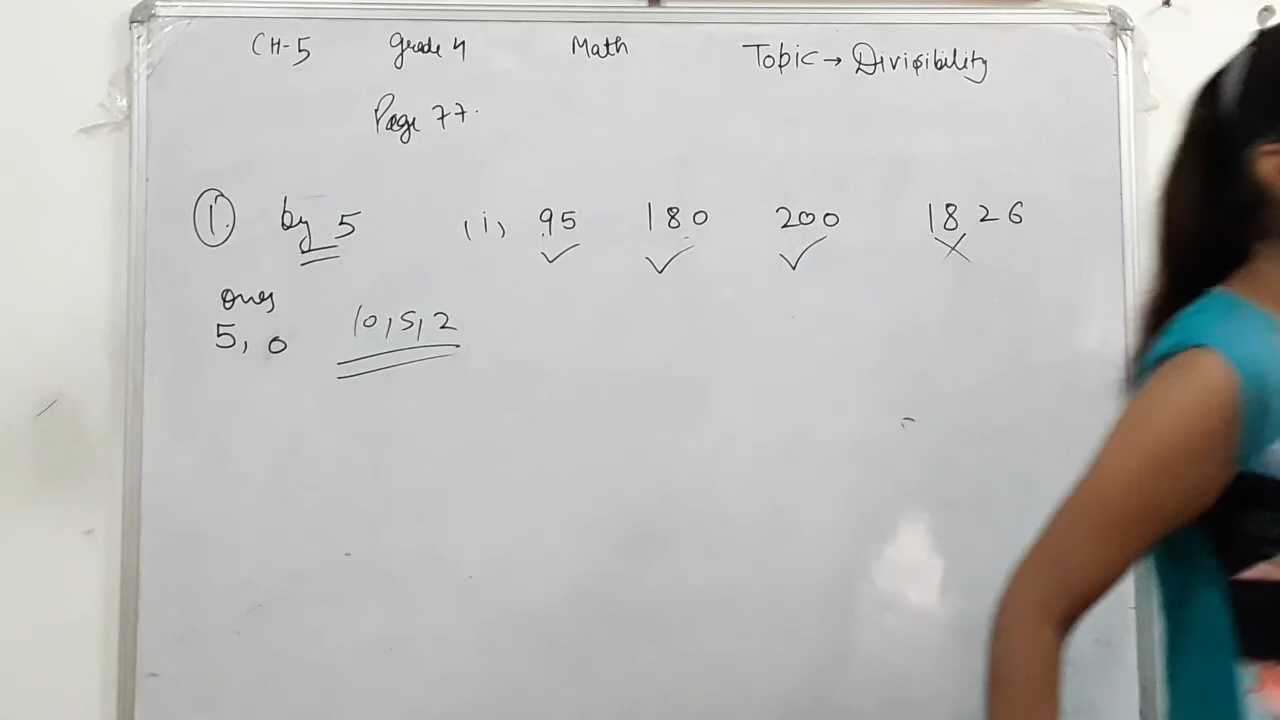 CH-5 Grade 4 Math Topic → Divisibility
Page 77.
1. by 5 (i) 95 180 200 1826
ones
5, 0 10, 5, 2